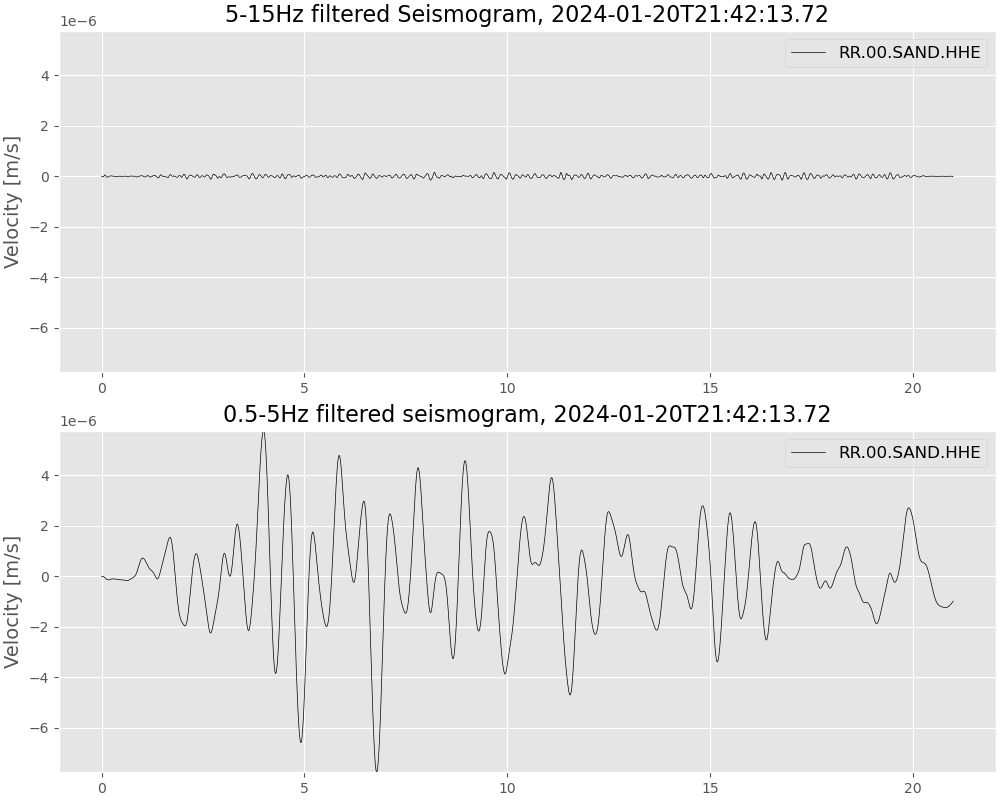 5-15Hz filtered Seismogram, 2024-01-20T21:42:13.72
1e−6
RR.00.SAND.HHE
4
2
0
−2
−4
−6
Velocity [m/s]
0 5 10 15 20
0.5-5Hz filtered seismogram, 2024-01-20T21:42:13.72
1e−6
RR.00.SAND.HHE
4
2
0
−2
−4
−6
Velocity [m/s]
0 5 10 15 20